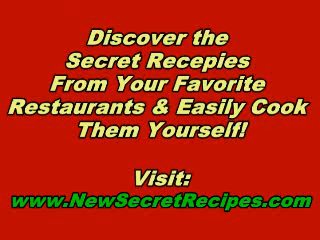 Discover the
Secret Recepies
From Your Favorite
Restaurants & Easily Cook
Them Yourself!
Visit:
www.NewSecretRecipes.com